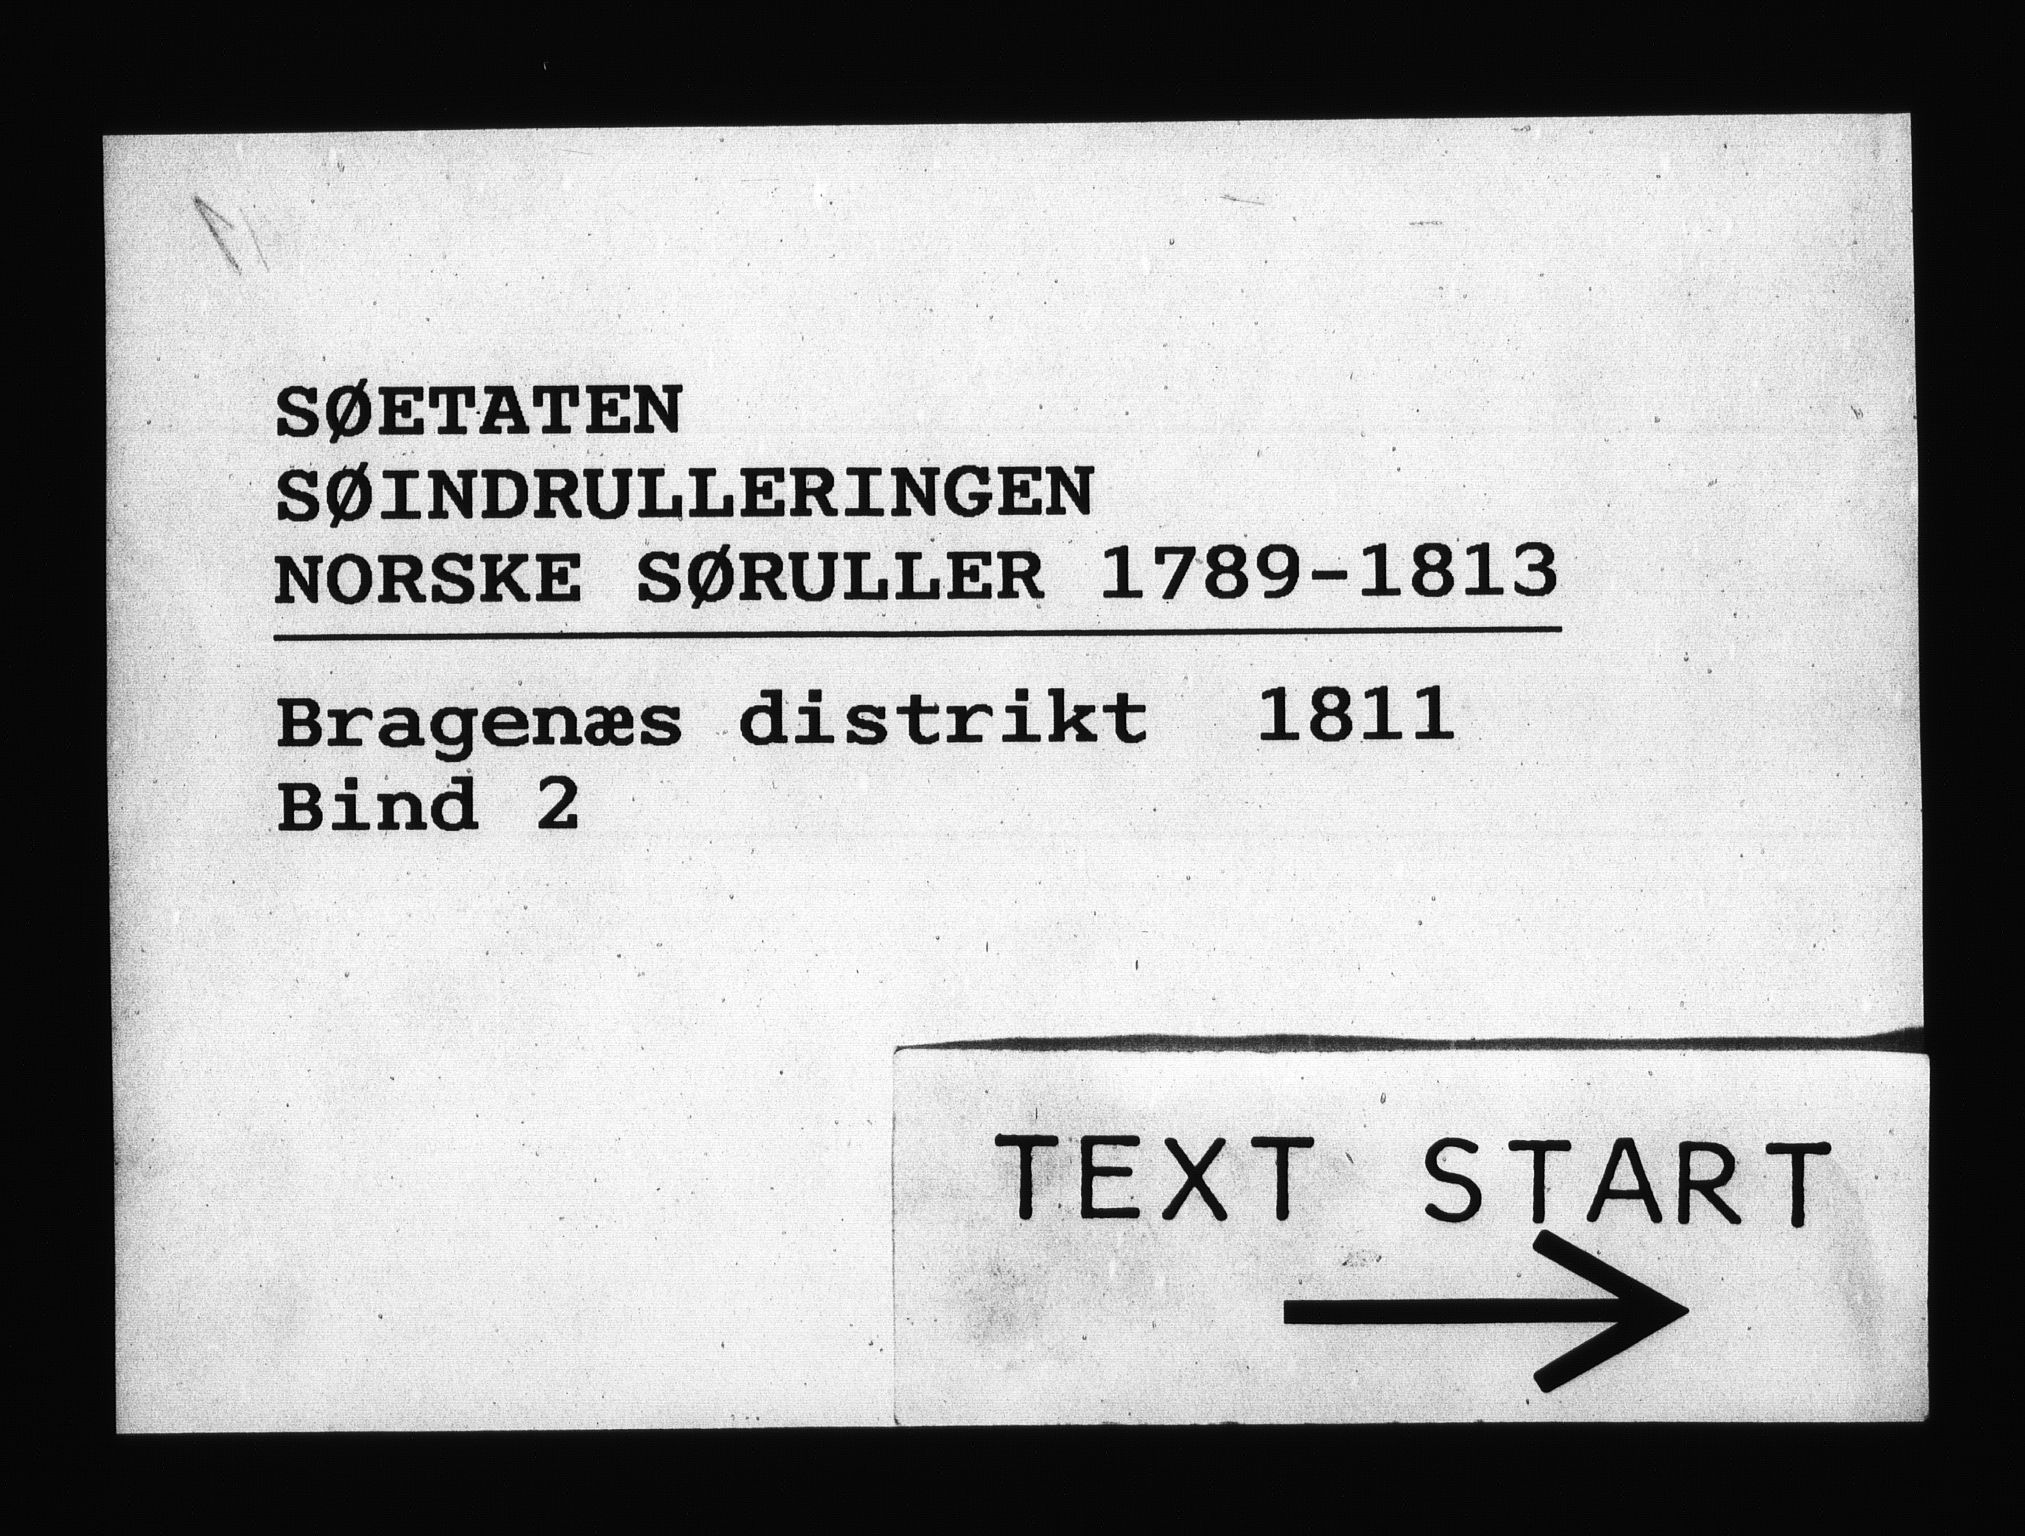 SØETATEN
SØINDRULLERINGEN
NORSKE SØRULLER 1789-1813
Bragenæs distrikt 1811
Bind 2
TEXT START